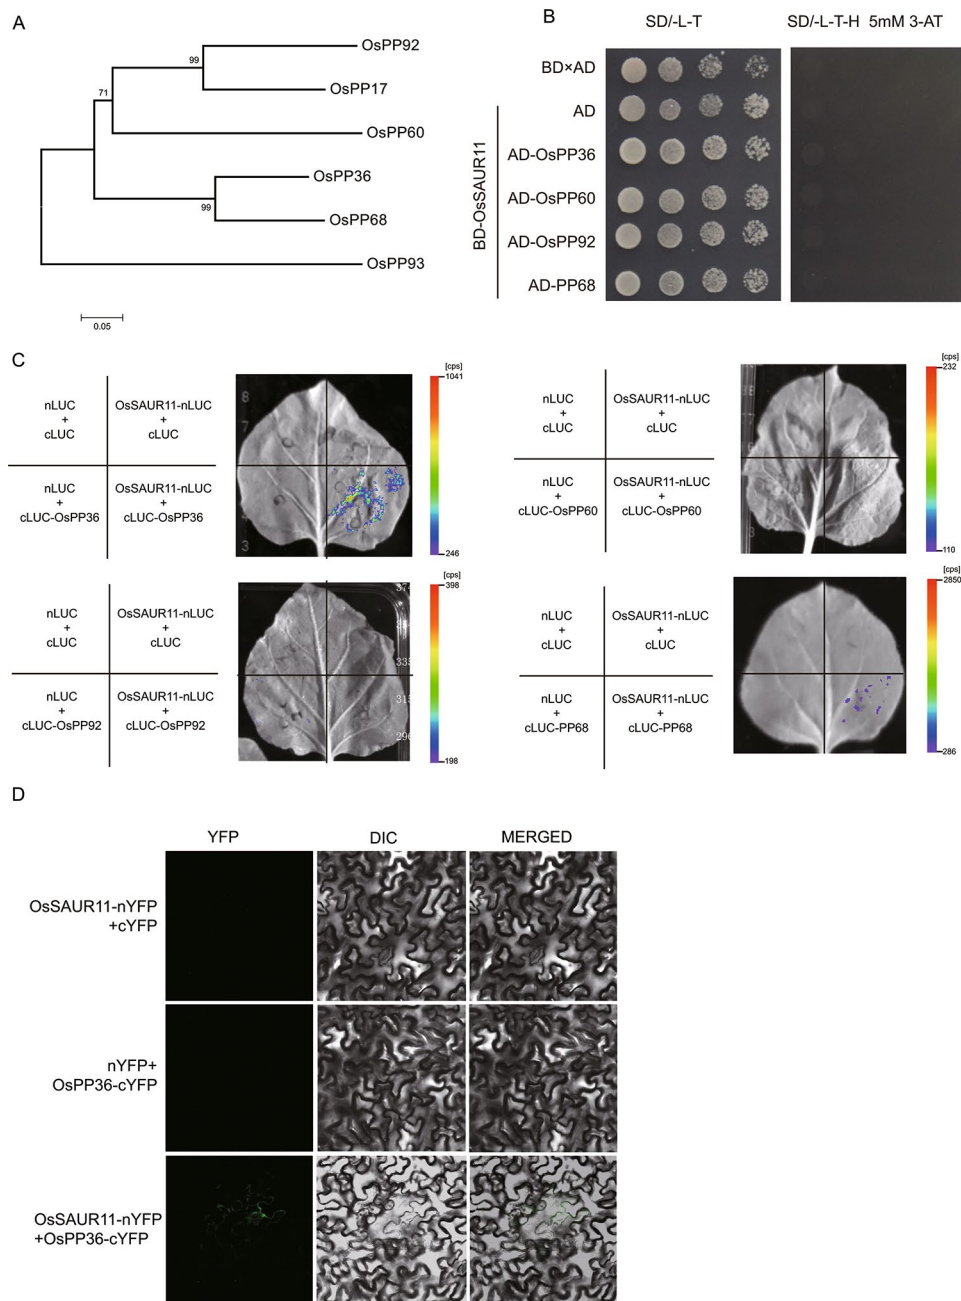 A
OsPP92
99
OsPP17
71
OsPP60
OsPP36
99
OsPP68
OsPP93
0.05
B
SD/-L-T
SD/-L-T-H 5mM 3-AT
BD×AD
AD
AD-OsPP36
AD-OsPP60
AD-OsPP92
AD-PP68
BD-OsSAUR11
C
nLUC
+
cLUC
OsSAUR11-nLUC
+
cLUC
nLUC
+
cLUC-OsPP36
OsSAUR11-nLUC
+
cLUC-OsPP36
8
3
[cps]
1041
246
nLUC
+
cLUC
OsSAUR11-nLUC
+
cLUC
nLUC
+
cLUC-OsPP60
OsSAUR11-nLUC
+
cLUC-OsPP60
[cps]
232
110
nLUC
+
cLUC
OsSAUR11-nLUC
+
cLUC
nLUC
+
cLUC-OsPP92
OsSAUR11-nLUC
+
cLUC-OsPP92
[cps]
398
198
nLUC
+
cLUC
OsSAUR11-nLUC
+
cLUC
nLUC
+
cLUC-PP68
OsSAUR11-nLUC
+
cLUC-PP68
[cps]
2850
286
D
YFP
DIC
MERGED
OsSAUR11-nYFP
+cYFP
nYFP+
OsPP36-cYFP
OsSAUR11-nYFP
+OsPP36-cYFP